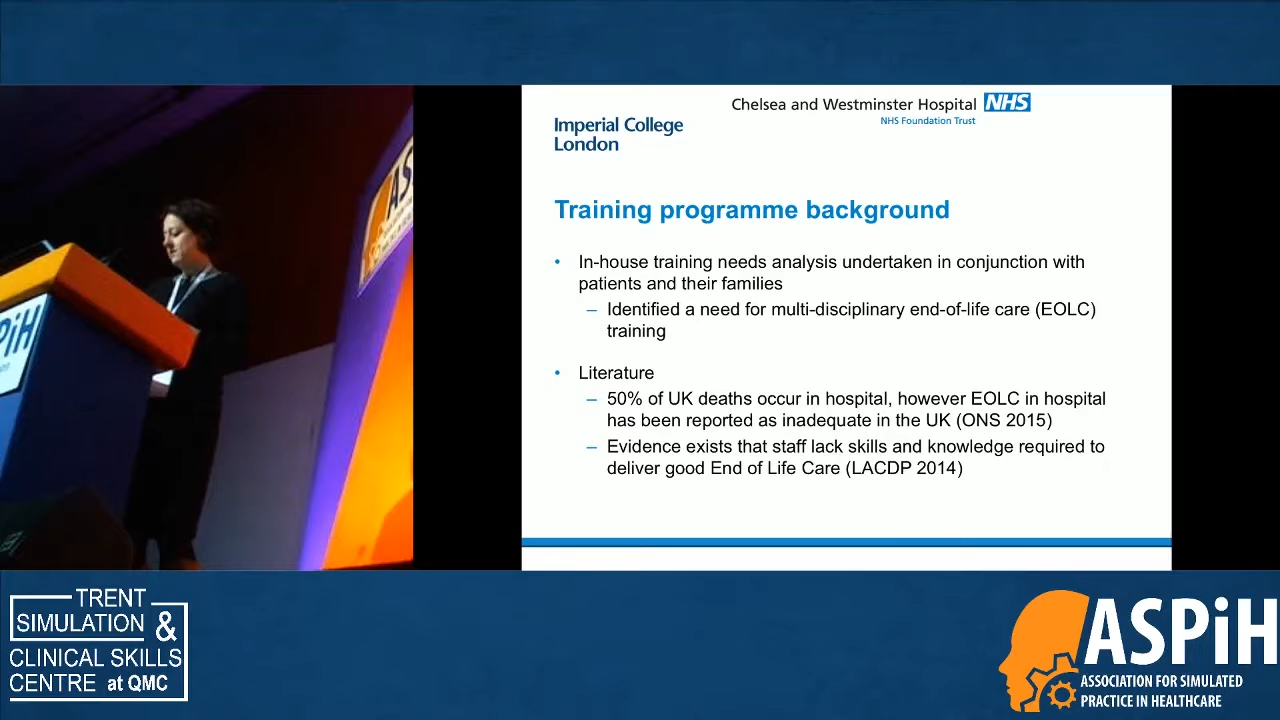 Chelsea and Westminster Hospital NHS
NHS Foundation Trust
Imperial College
London
Training programme background
• In-house training needs analysis undertaken in conjunction with
patients and their families
– Identified a need for multi-disciplinary end-of-life care (EOLC)
training
• Literature
– 50% of UK deaths occur in hospital, however EOLC in hospital
has been reported as inadequate in the UK (ONS 2015)
– Evidence exists that staff lack skills and knowledge required to
deliver good End of Life Care (LACDP 2014)
AS
PiH
TRENT
SIMULATION &
CLINICAL SKILLS
CENTRE at QMC
ASPiH
ASSOCIATION FOR SIMULATED
PRACTICE IN HEALTHCARE